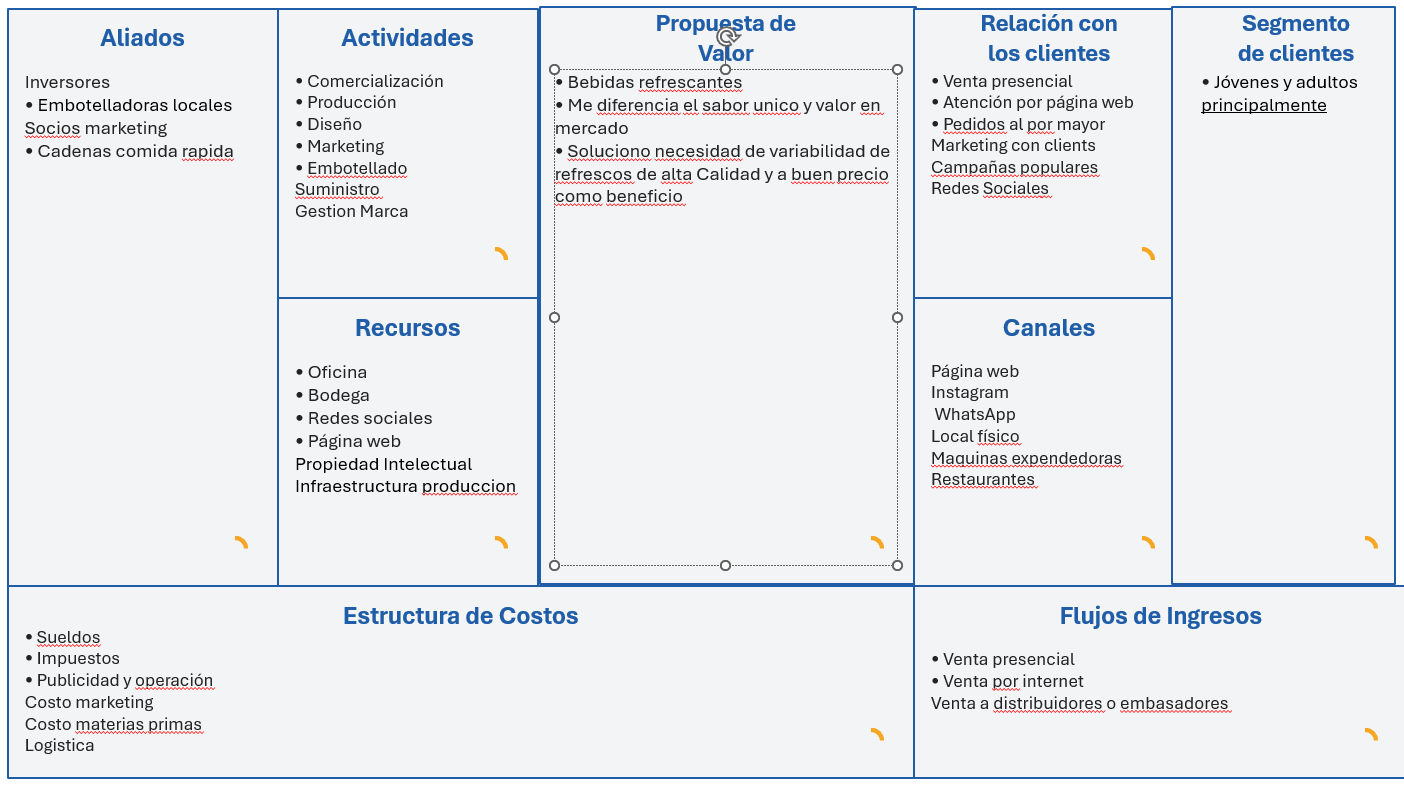 Aliados
Inversores
• Embotelladoras locales
Socios marketing
• Cadenas comida rapida
Actividades
• Comercialización
• Producción
• Diseño
• Marketing
• Embotellado
Suministro
Gestion Marca
Recursos
• Oficina
• Bodega
• Redes sociales
• Página web
Propiedad Intelectual
Infraestructura produccion
Propuesta de
Valor
• Bebidas refrescantes
• Me diferencia el sabor unico y valor en
mercado
• Soluciono necesidad de variabilidad de
refrescos de alta Calidad y a buen precio
como beneficio
Relación con
los clientes
• Venta presencial
• Atención por página web
• Pedidos al por mayor
Marketing con clients
Campañas populares
Redes Sociales
Canales
Página web
Instagram
WhatsApp
Local físico
Maquinas expendedoras
Restaurantes
Segmento
de clientes
• Jóvenes y adultos
principalmente
Estructura de Costos
• Sueldos
• Impuestos
• Publicidad y operación
Costo marketing
Costo materias primas
Logistica
Flujos de Ingresos
• Venta presencial
• Venta por internet
Venta a distribuidores o embasadores